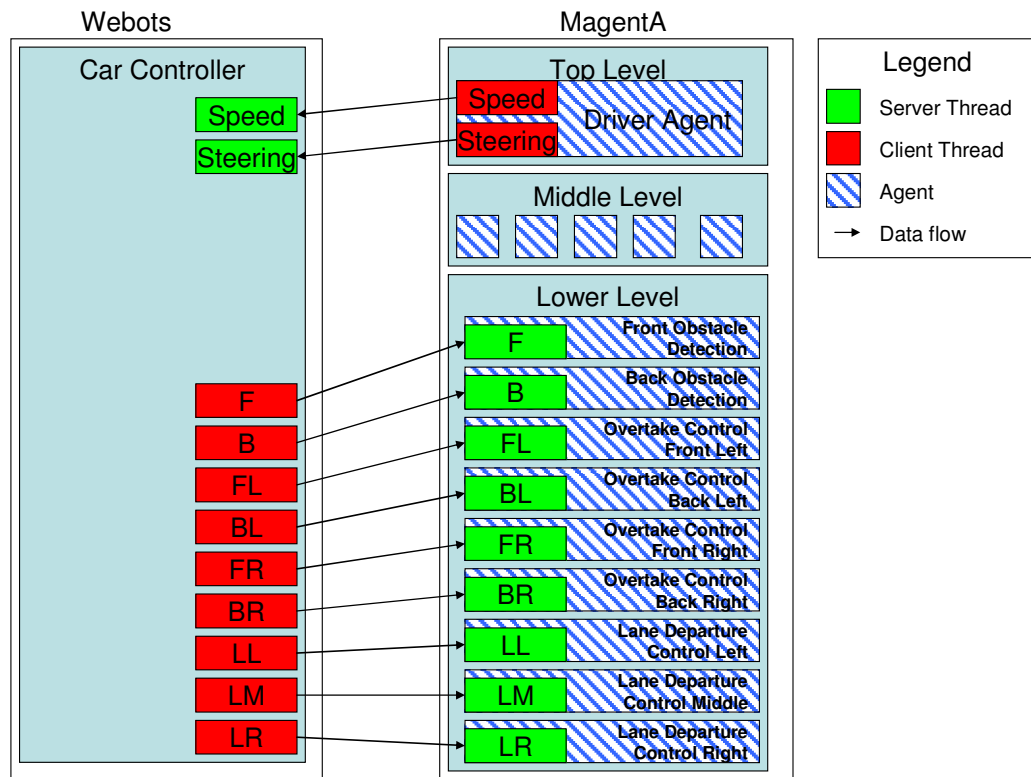 Webots
Car Controller
Speed
Steering
F
B
FL
BL
FR
BR
LL
LM
LR
MagentA
Top Level
Speed
Steering
Driver Agent
Middle Level
Lower Level
F
Front Obstacle
Detection
B
Back Obstacle
Detection
FL
Overtake Control
Front Left
BL
Overtake Control
Back Left
FR
Overtake Control
Front Right
BR
Overtake Control
Back Right
LL
Lane Departure
Control Left
LM
Lane Departure
Control Middle
LR
Lane Departure
Control Right
Legend
Server Thread
Client Thread
Agent
Data flow